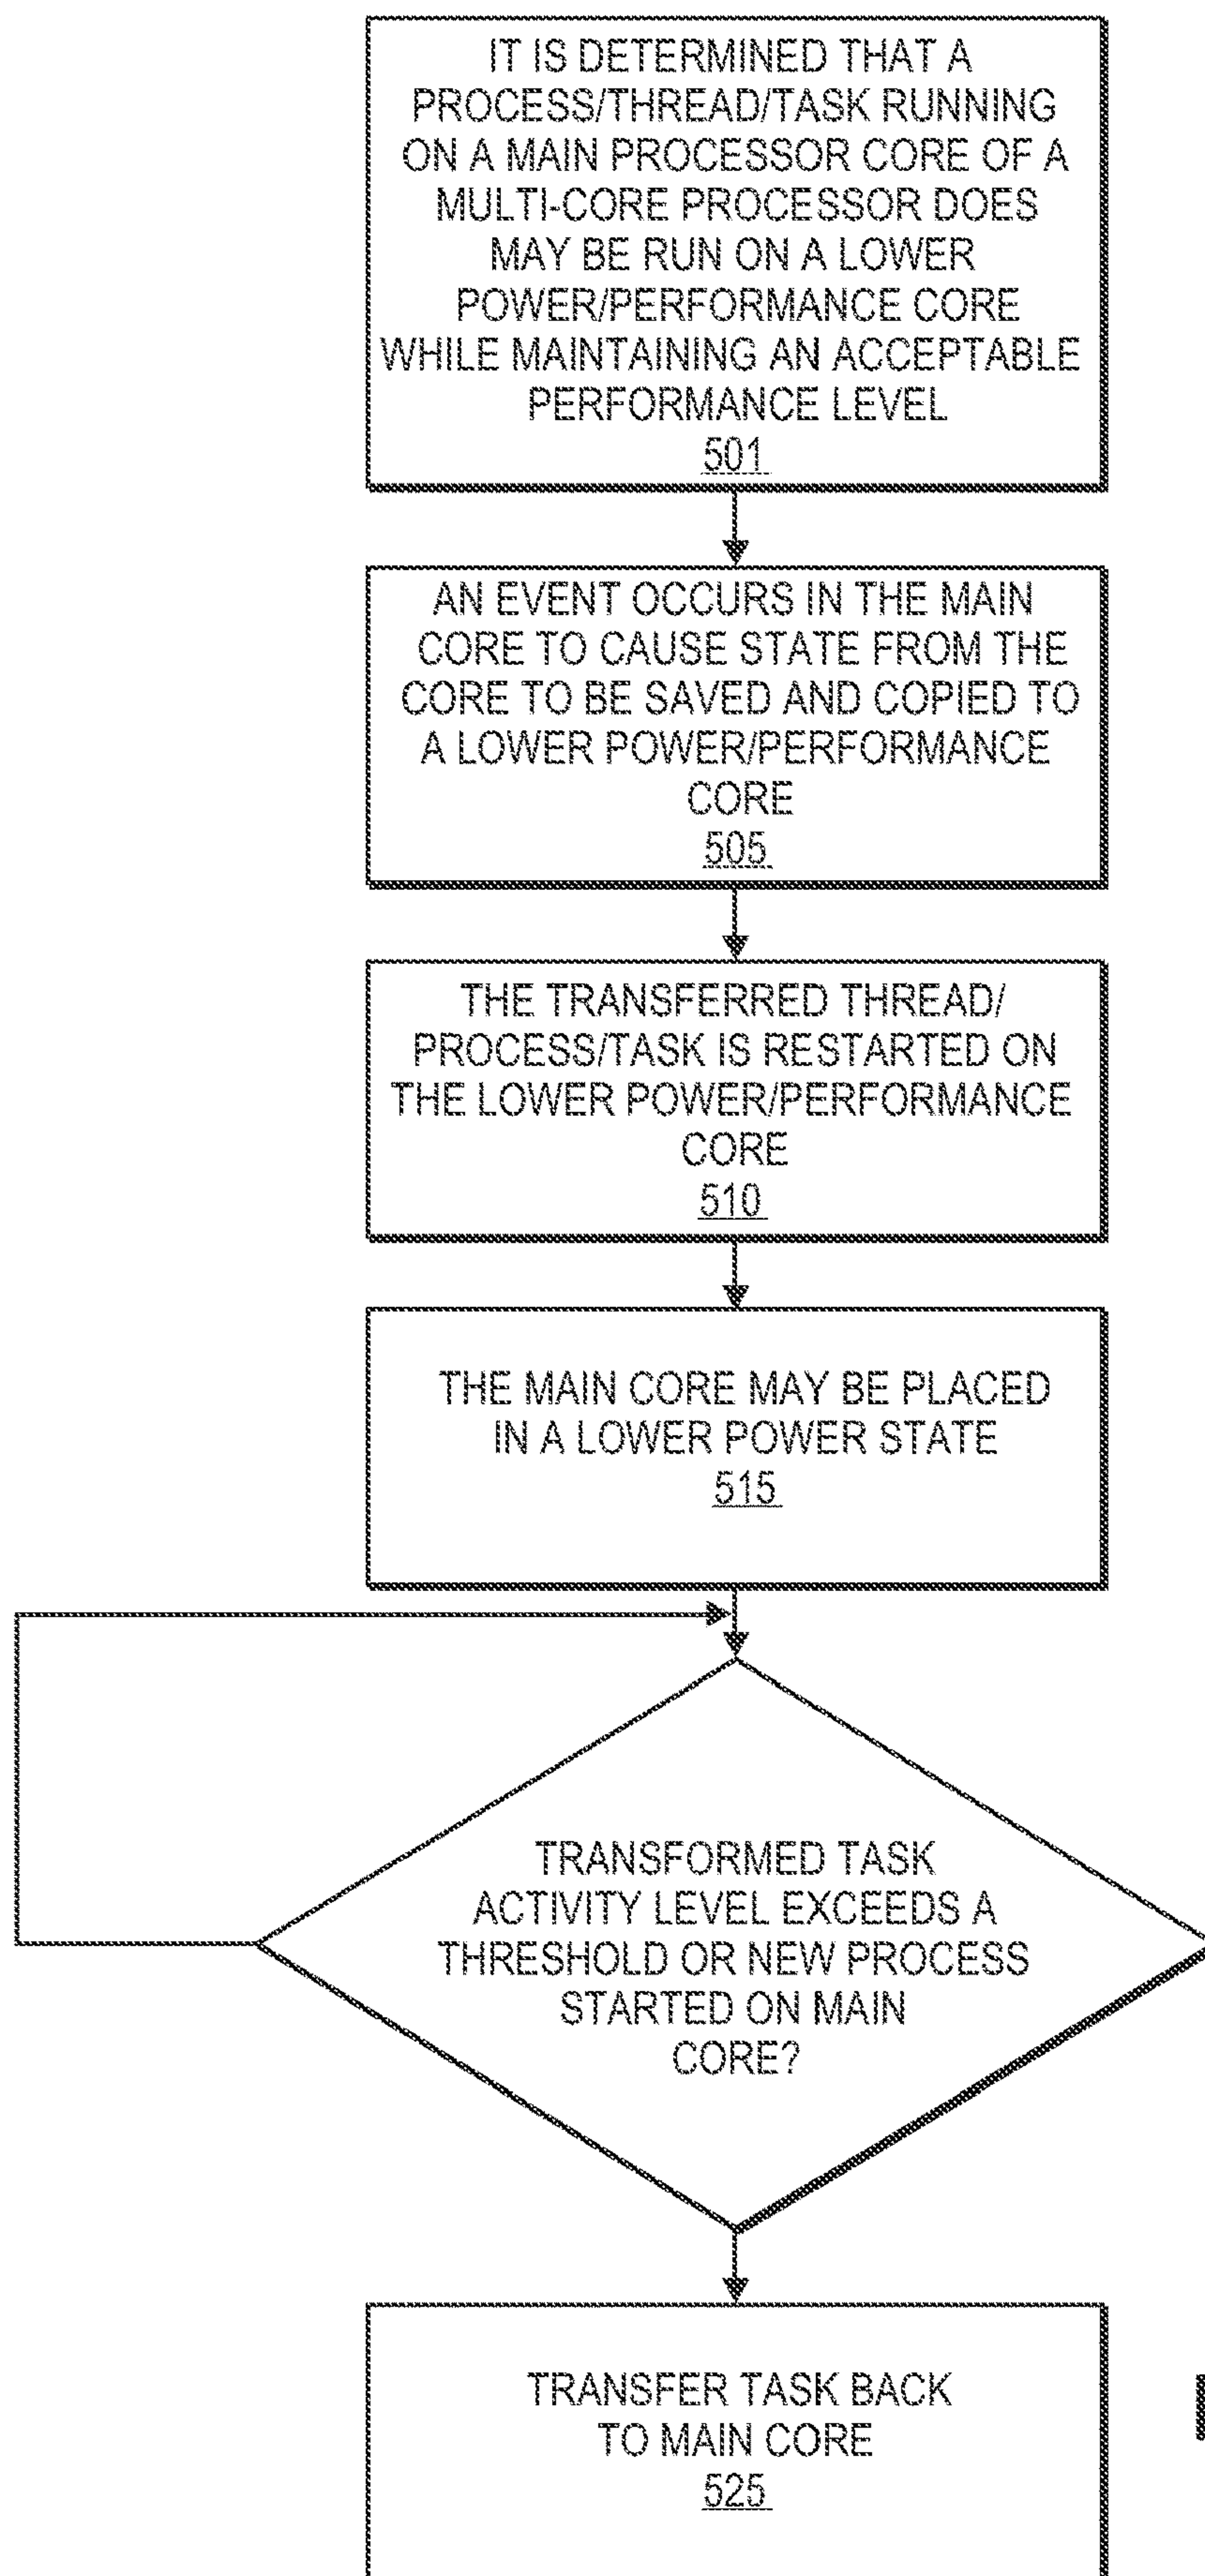 IT IS DETERMINED THAT A
PROCESS/THREAD/TASK RUNNING
ON A MAIN PROCESSOR CORE OF A
MULTI-CORE PROCESSOR DOES
MAY BE RUN ON A LOWER
POWER/PERFORMANCE CORE
WHILE MAINTAINING AN ACCEPTABLE
PERFORMANCE LEVEL
501
AN EVENT OCCURS IN THE MAIN
CORE TO CAUSE STATE FROM THE
CORE TO BE SAVED AND COPIED TO
A LOWER POWER/PERFORMANCE
CORE
505
THE TRANSFERRED THREAD/
PROCESS/TASK IS RESTARTED ON
THE LOWER POWER/PERFORMANCE
CORE
510
THE MAIN CORE MAY BE PLACED
IN A LOWER POWER STATE
515
TRANSFORMED TASK
ACTIVITY LEVEL EXCEEDS A
THRESHOLD OR NEW PROCESS
STARTED ON MAIN
CORE?
TRANSFER TASK BACK
TO MAIN CORE
525